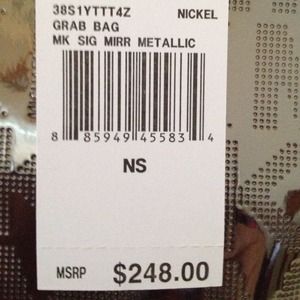 38S1YTTT4Z NICKEL
GRAB BAG
MK SIG MIRR METALLIC
8 85949 45583 4
NS
MSRP $248.00